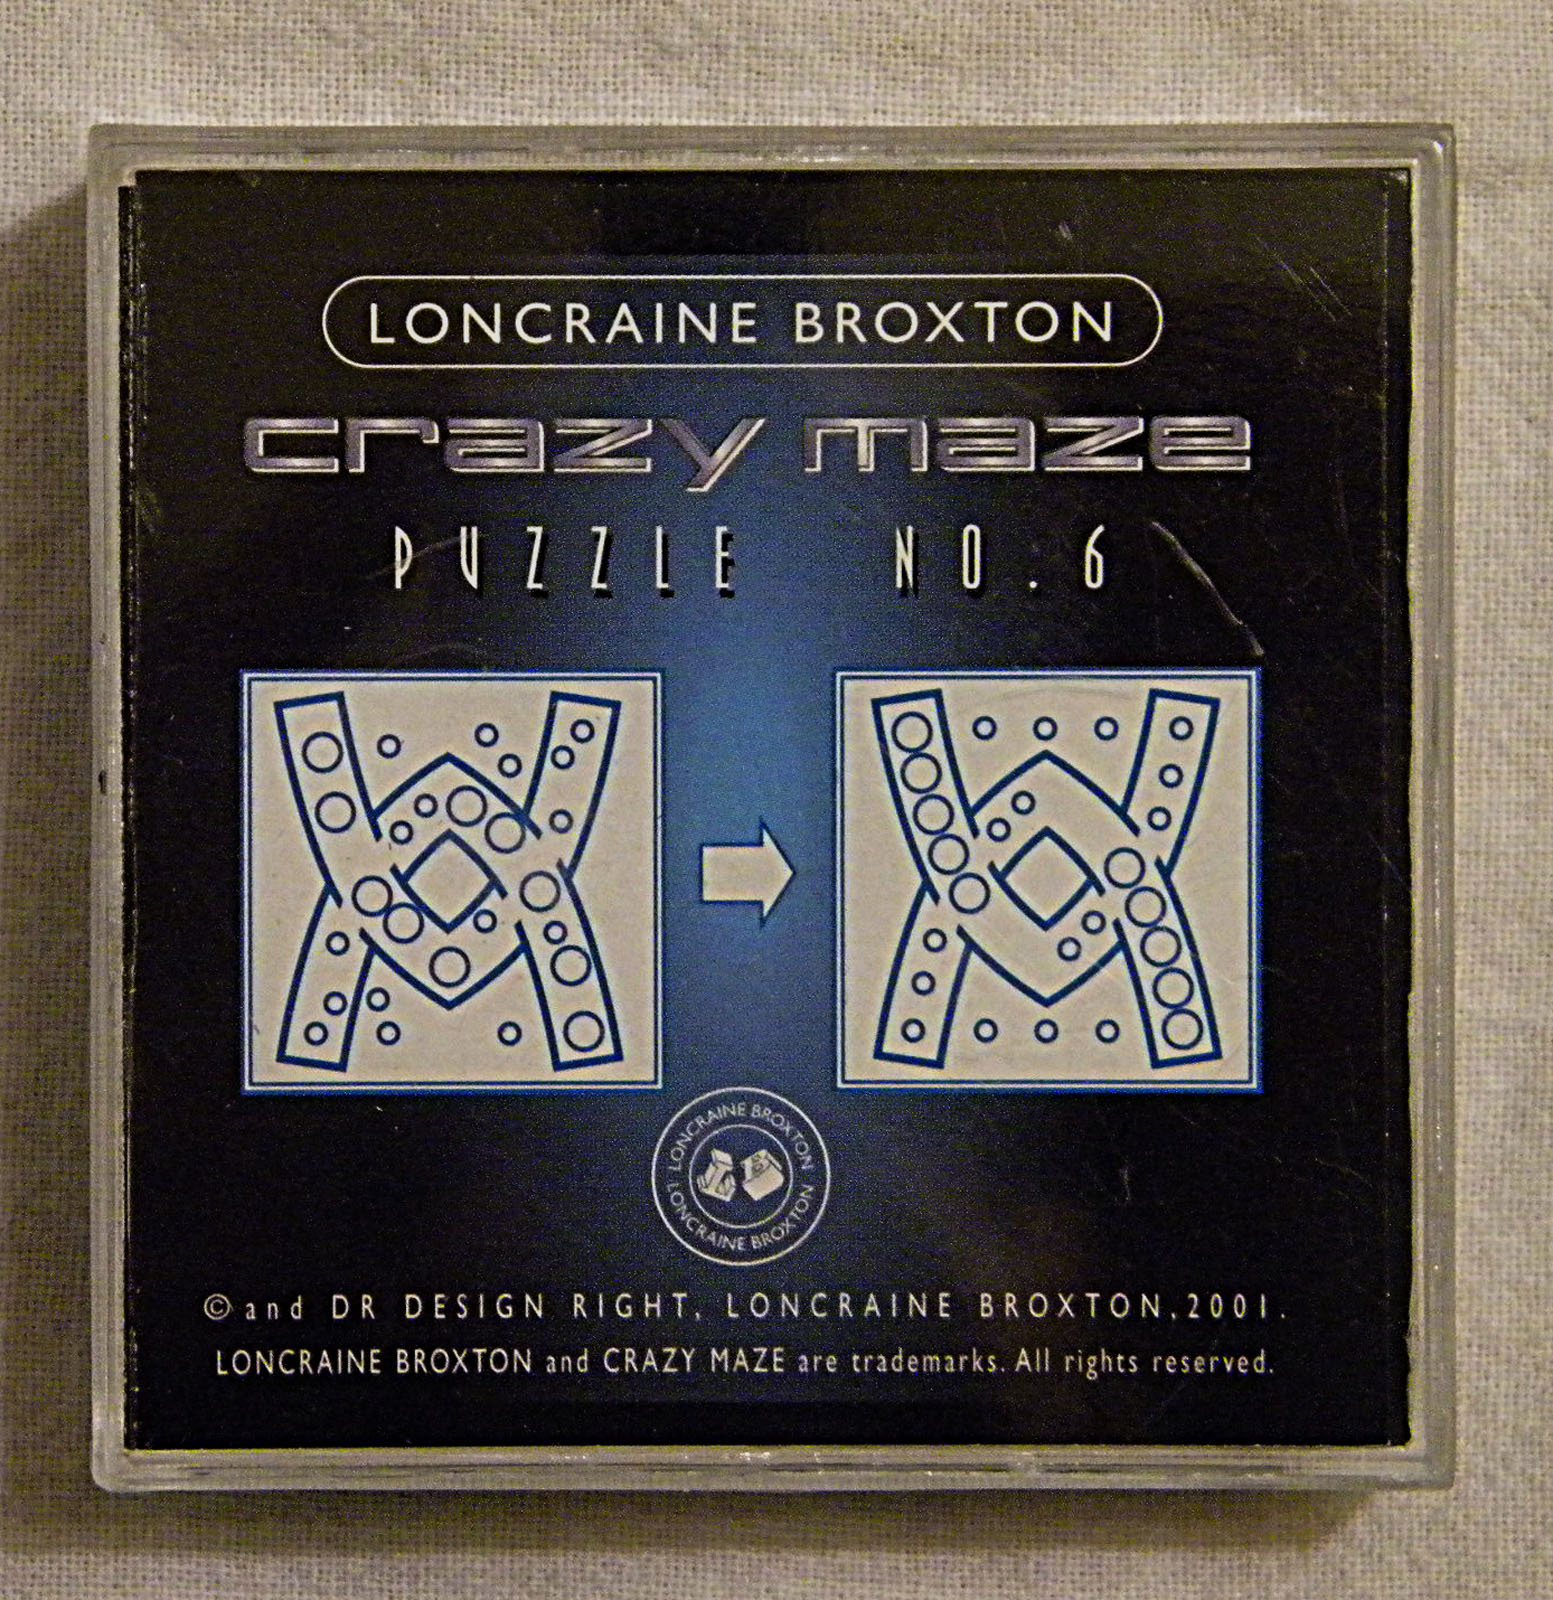 LONCRAINE BROXTON
crazy maze
PUZZLE NO.6
LONCRAINE BROXTON
LONCRAINE BROXTON
© and DR DESIGN RIGHT, LONCRAINE BROXTON, 2001.
LONCRAINE BROXTON and CRAZY MAZE are trademarks. All rights reserved.